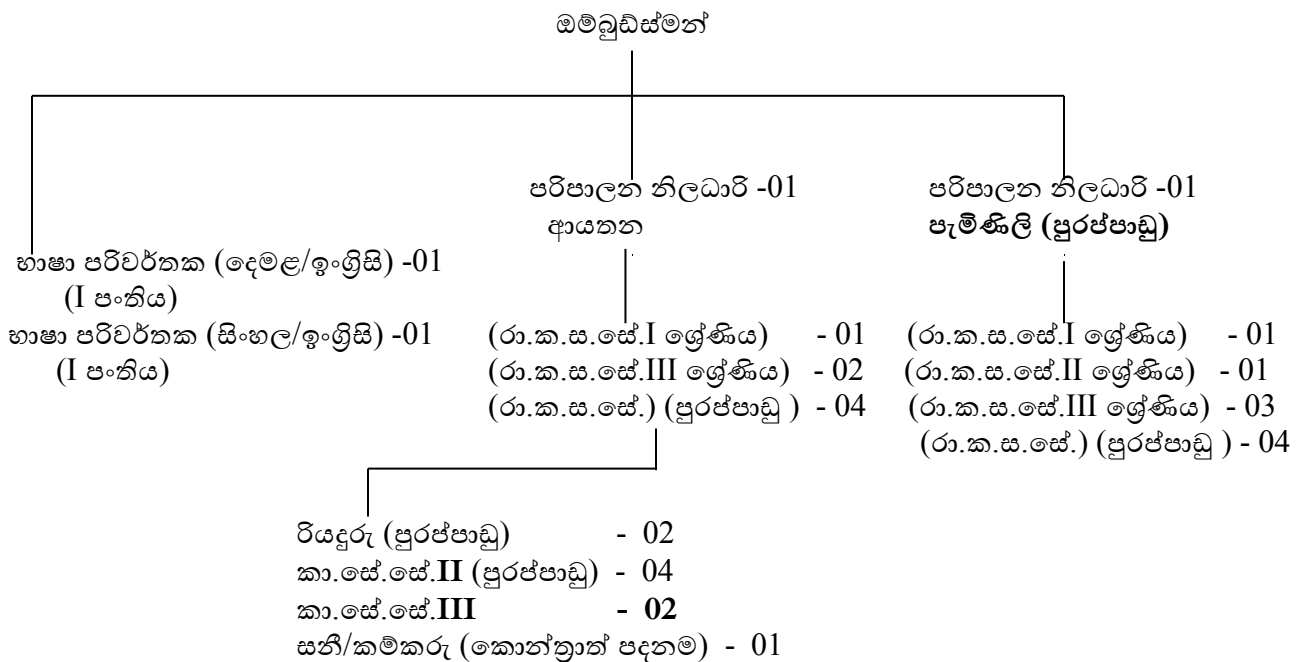 ඔම්බුඩ්ස්මන්
පරිපාලන නිලධාරි -01
ආයතන
පරිපාලන නිලධාරි -01
පැමිණිලි (පුරප්පාඩු)
භාෂා පරිවර්තක (දෙමළ/ඉංග්‍රිසි) -01
(I පංතිය)
භාෂා පරිවර්තක (සිංහල/ඉංග්‍රිසි) -01
(I පංතිය)
(රා.ක.ස.සේ.I ශ්‍රේණිය) - 01
(රා.ක.ස.සේ.III ශ්‍රේණිය) - 02
(රා.ක.ස.සේ.) (පුරප්පාඩු ) - 04
(රා.ක.ස.සේ.I ශ්‍රේණිය) - 01
(රා.ක.ස.සේ.II ශ්‍රේණිය) - 01
(රා.ක.ස.සේ.III ශ්‍රේණිය) - 03
(රා.ක.ස.සේ.) (පුරප්පාඩු ) - 04
රියදුරු (පුරප්පාඩු) - 02
කා.සේ.සේ.II (පුරප්පාඩු) - 04
කා.සේ.සේ.III - 02
සනී/කම්කරු (කොන්ත්‍රාත් පදනම) - 01